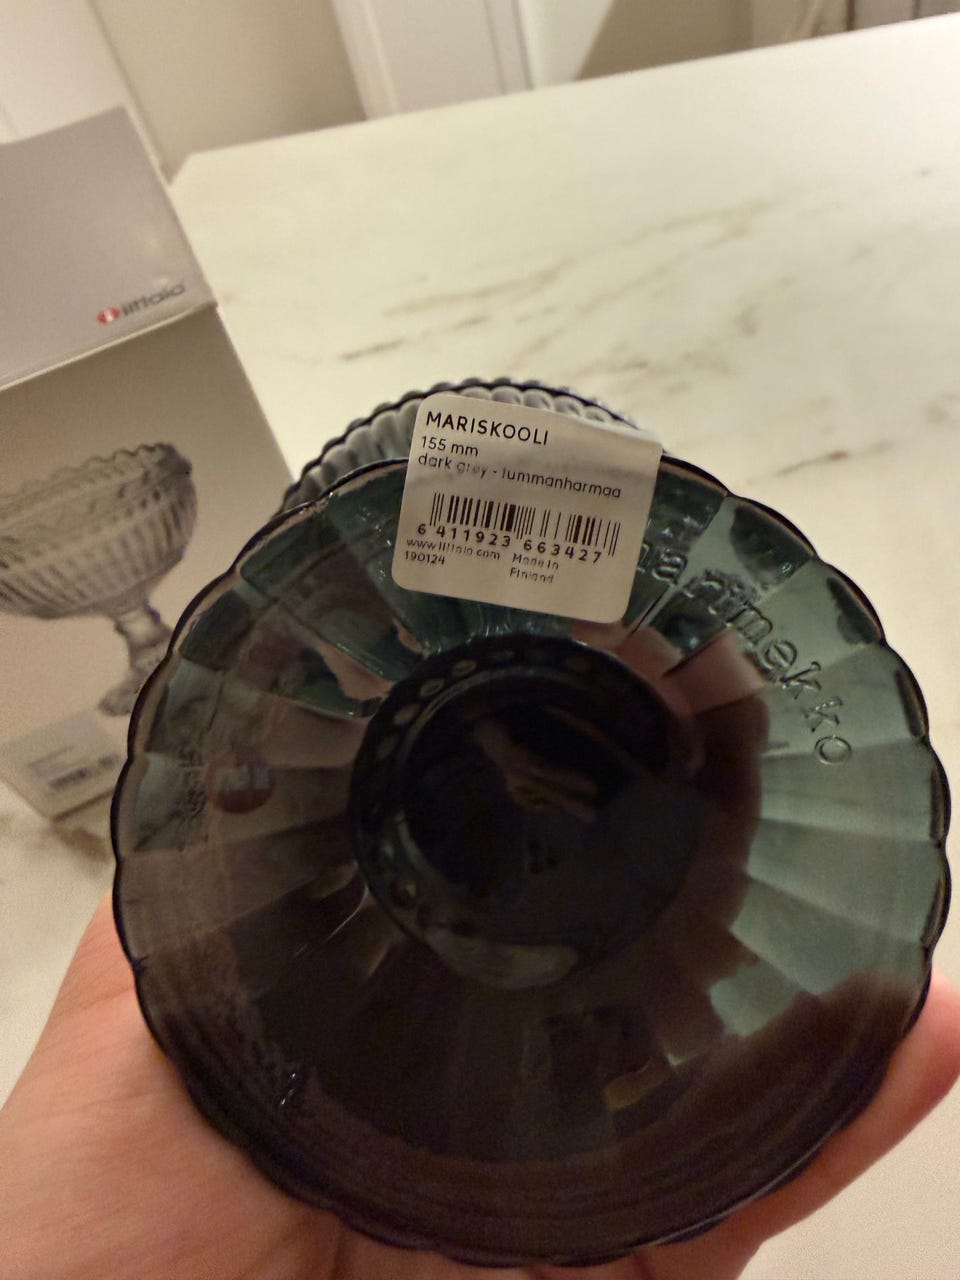 iittala
MARISKOOLI
155 mm
dark grey - tummanharmaa
6 411923 663427
www.iittala.com Made in
190124 Finland
marimekko